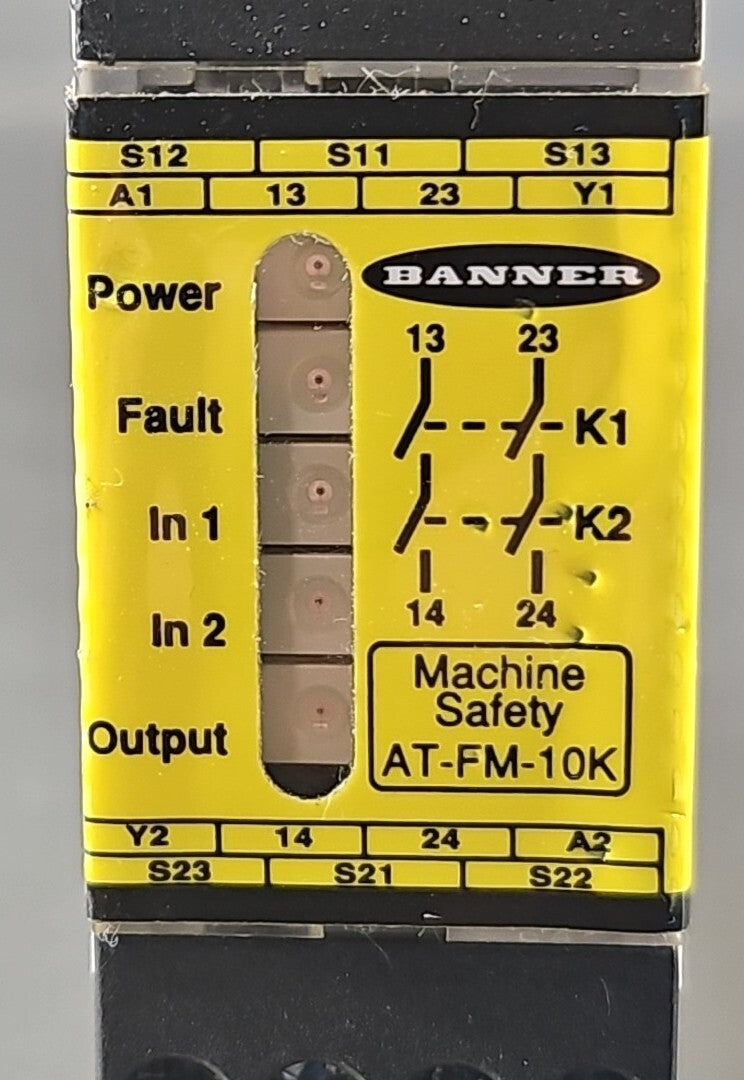 S12 S11 S13
A1 13 23 Y1
BANNER
Power
Fault
In 1
In 2
Output
13 23
K1
K2
14 24
Machine
Safety
AT-FM-10K
Y2 14 24 A2
S23 S21 S22